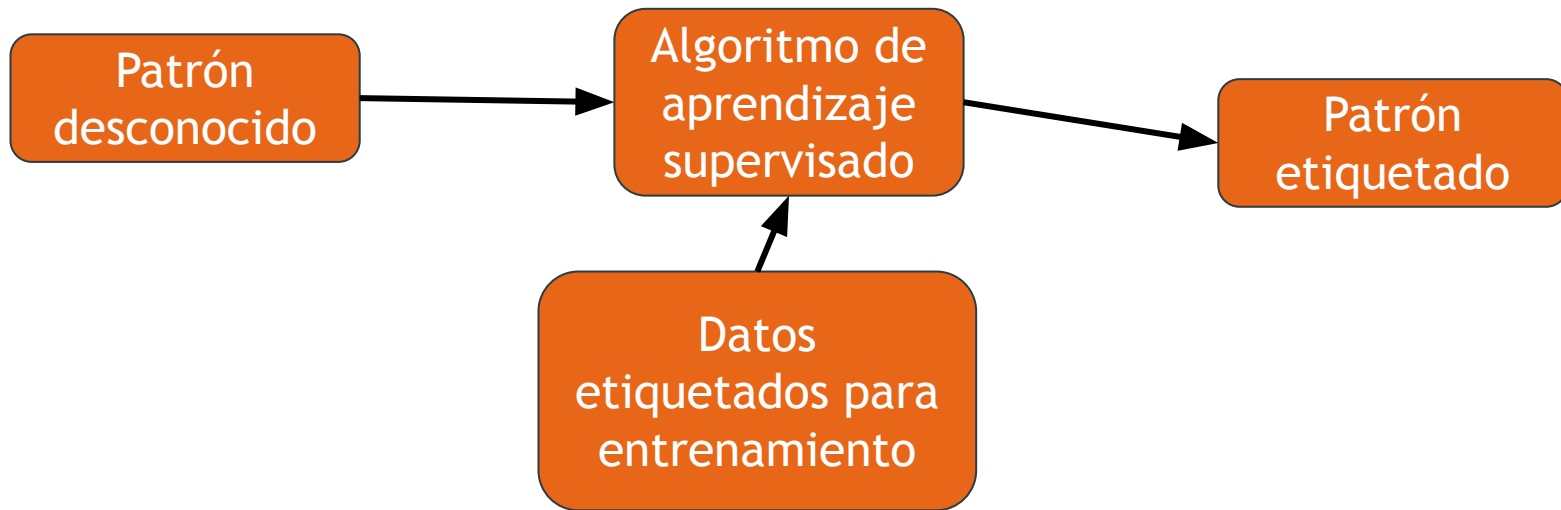 Patrón
desconocido
Algoritmo de
aprendizaje
supervisado
Patrón
etiquetado
Datos
etiquetados para
entrenamiento